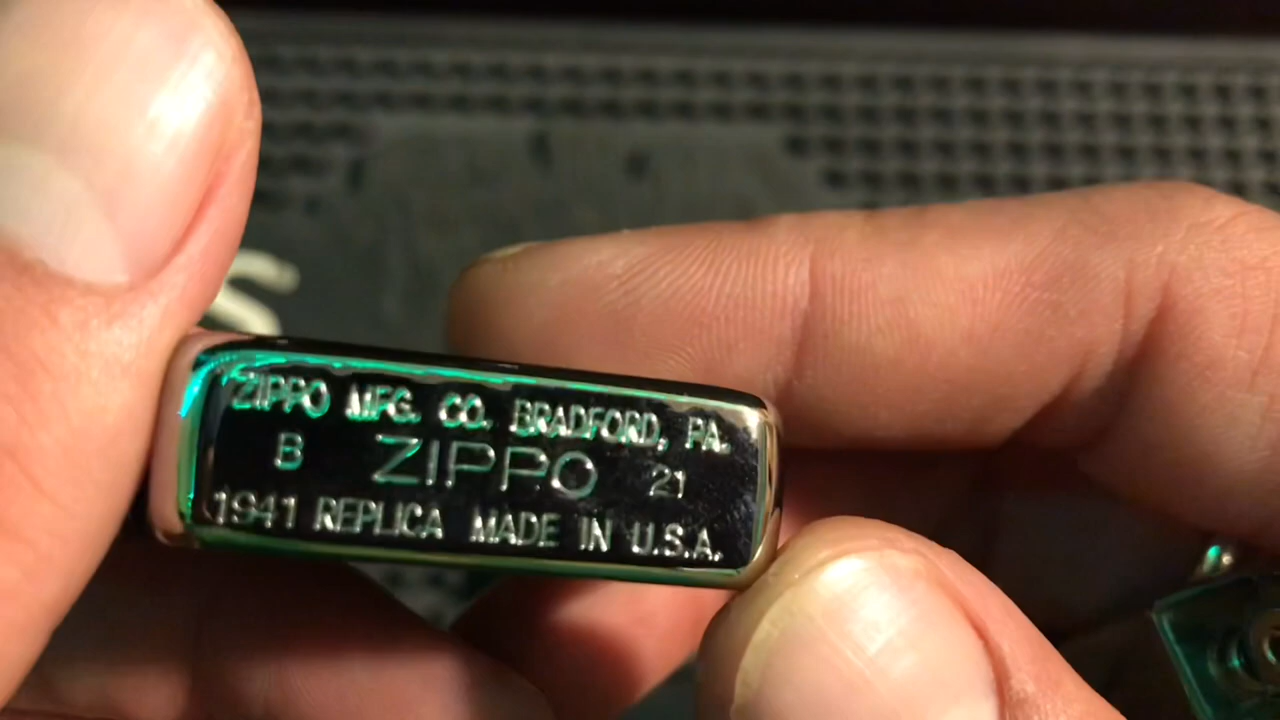 ZIPPO MFG. CO. BRADFORD, PA.
B ZIPPO 21
1941 REPLICA MADE IN U.S.A.